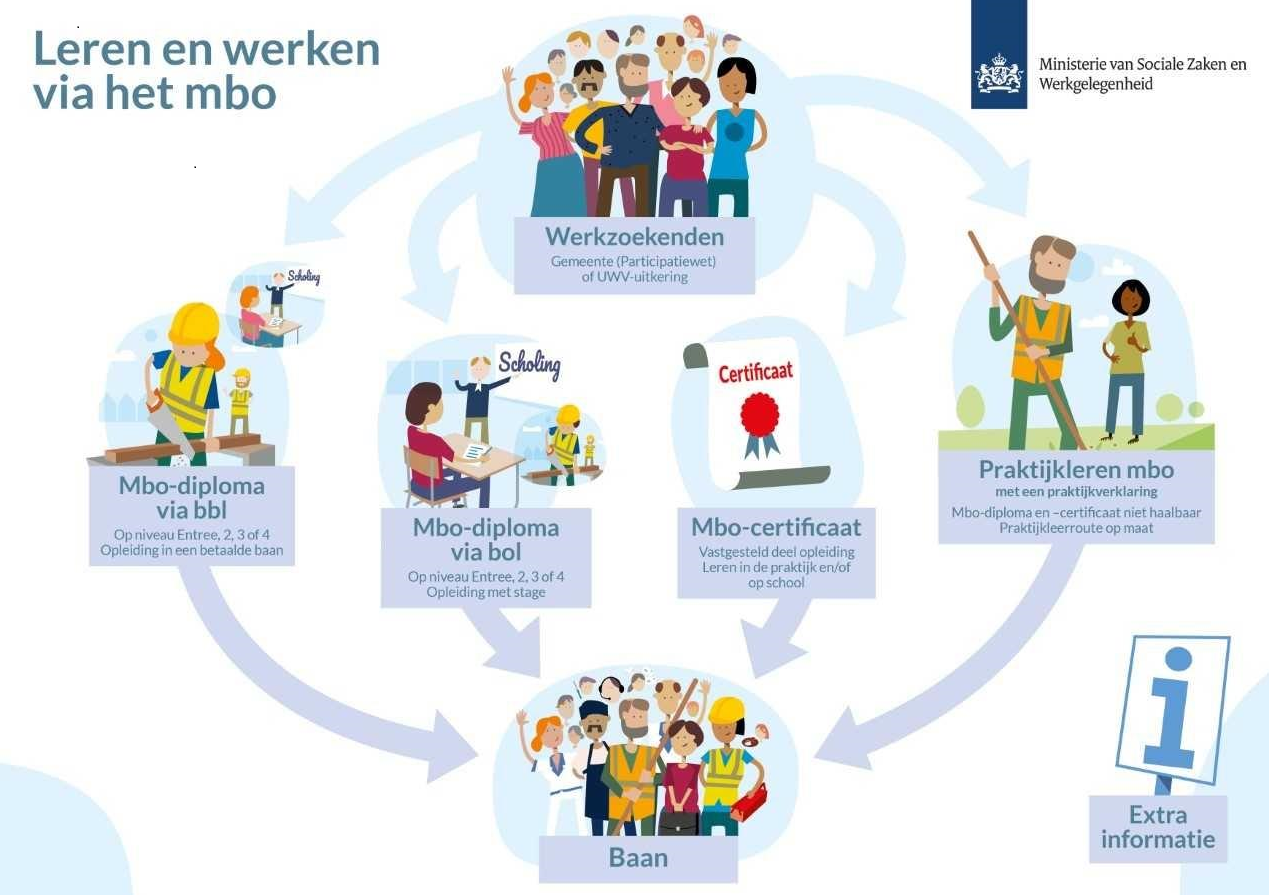 Leren en werken
via het mbo
Ministerie van Sociale Zaken en
Werkgelegenheid
Werkzoekenden
Gemeente (Participatiewet)
of UWV-uitkering
Scholing
Mbo-diploma
via bbl
Op niveau Entree, 2, 3 of 4
Opleiding in een betaalde baan
Scholing
Mbo-diploma
via bol
Op niveau Entree, 2, 3 of 4
Opleiding met stage
Certificaat
Mbo-certificaat
Vastgesteld deel opleiding
Leren in de praktijk en/of
op school
Praktijkleren mbo
met een praktijkverklaring
Mbo-diploma en –certificaat niet haalbaar
Praktijkleerroute op maat
Baan
i
Extra
informatie